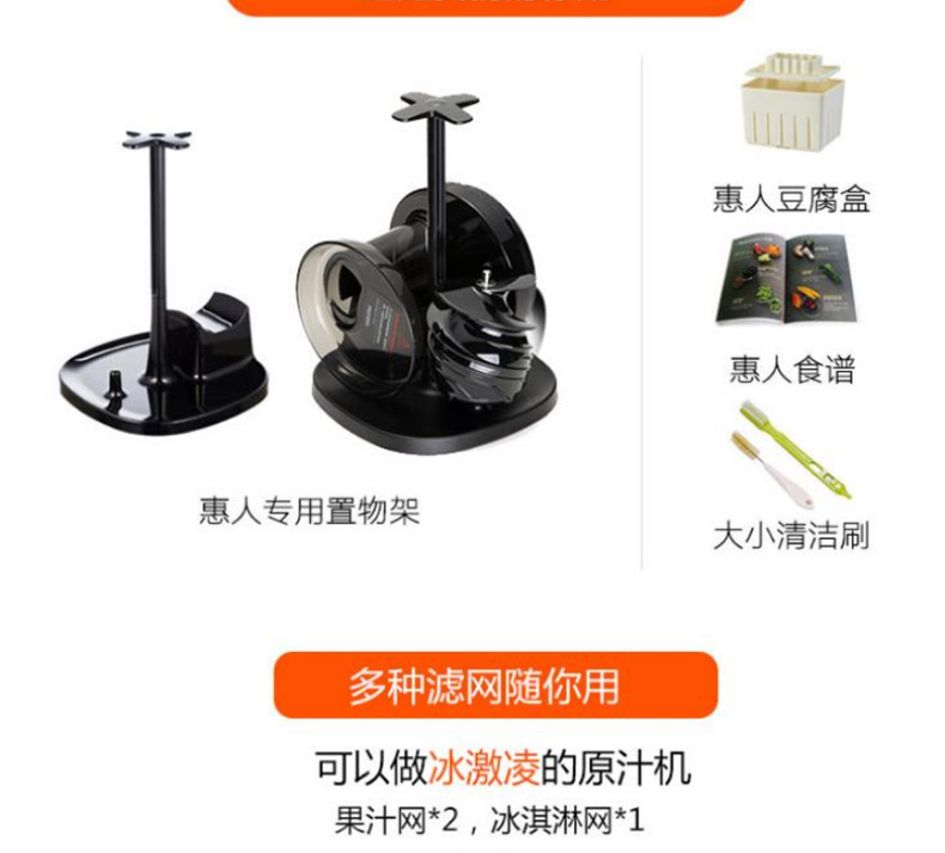 惠人豆腐盒
惠人食谱
惠人专用置物架
大小清洁刷
多种滤网随你用
可以做冰激凌的原汁机
果汁网*2，冰淇淋网*1